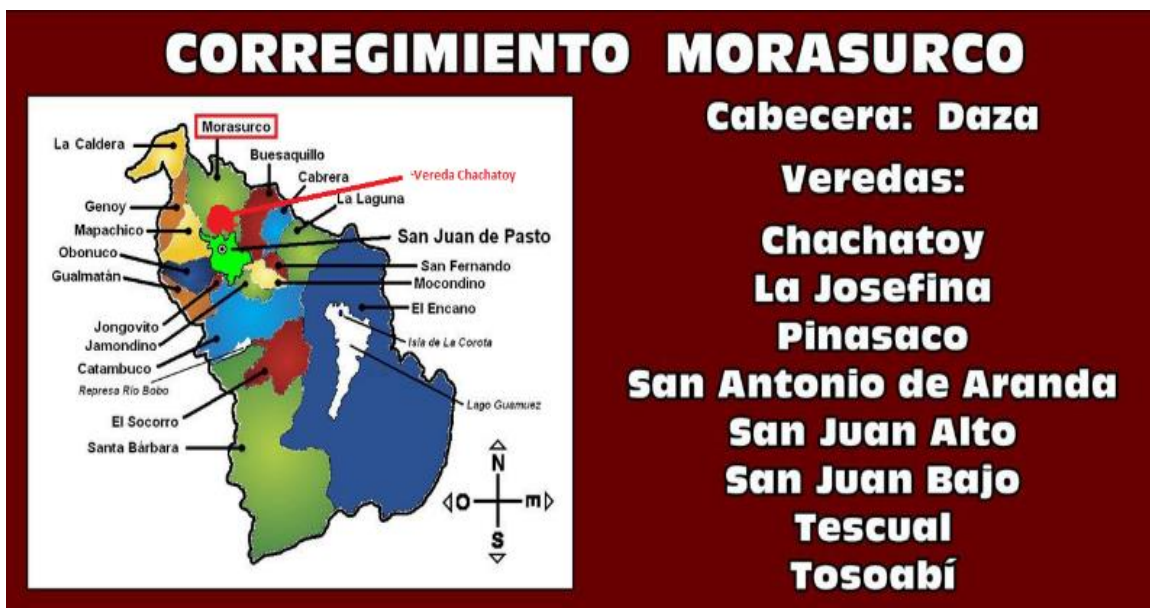 CORREGIMIENTO MORASURCO
Morasurco
La Caldera
Buesaquillo
Cabrera
-Vereda Chachatoy
La Laguna
Genoy
Mapachico
San Juan de Pasto
Obonuco
San Fernando
Gualmatán
Mocondino
El Encano
Jongovito
Isla de La Corota
Jamondino
Catambuco
Represa Río Bobo
Lago Guamuez
El Socorro
Santa Bárbara
N
O
E
S
Cabecera: Daza
Veredas:
Chachatoy
La Josefina
Pinasaco
San Antonio de Aranda
San Juan Alto
San Juan Bajo
Tescual
Tosoabí